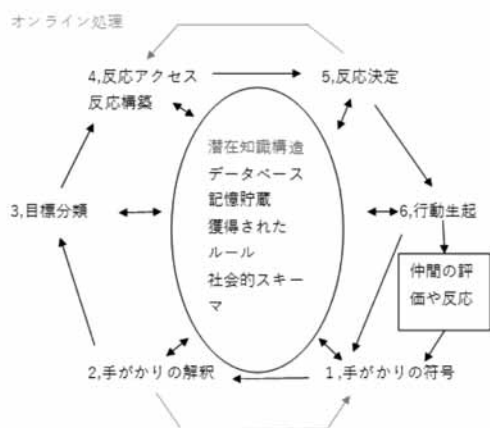 オンライン処理
4,反応アクセス
反応構築
5,反応決定
潜在知識構造
データベース
記憶貯蔵
獲得された
ルール
社会的スキー
マ
3,目標分類
6,行動生起
仲間の評
価や反応
2,手がかりの解釈
1,手がかりの符号